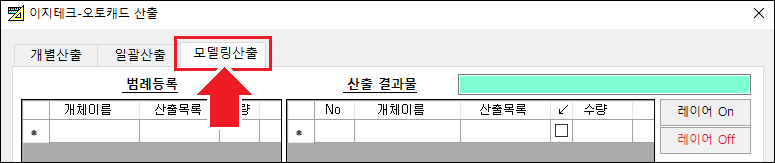 이지테크-오토캐드 산출
개별산출 일괄산출 모델링산출
범례등록 산출 결과물
개체이름 산출목록 량 No 개체이름 산출목록 ↙ 수량 레이어 On
* * 레이어 Off